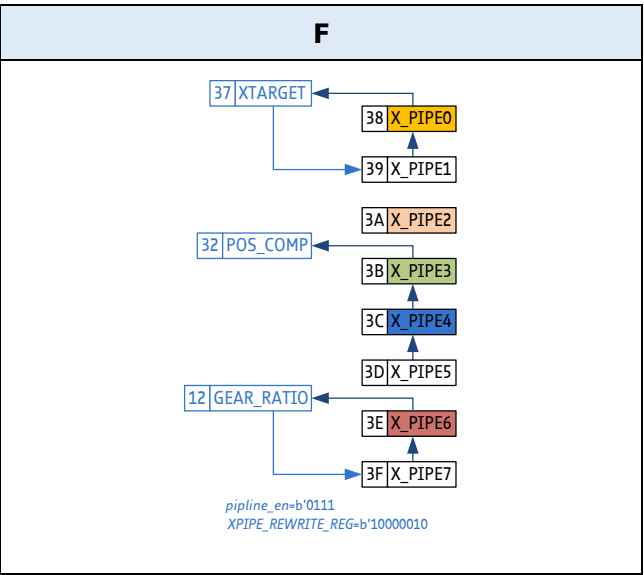 F
37 XTARGET
38 X_PIPE0
39 X_PIPE1
3A X_PIPE2
32 POS_COMP
3B X_PIPE3
3C X_PIPE4
3D X_PIPE5
12 GEAR_RATIO
3E X_PIPE6
3F X_PIPE7
pipline_en=b'0111
XPIPE_REWRITE_REG=b'10000010